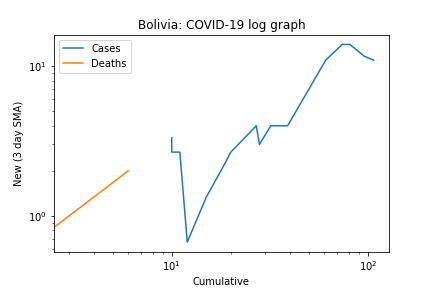 Bolivia: COVID-19 log graph
Cases
Deaths
10¹
10⁰
New (3 day SMA)
10¹
10²
Cumulative